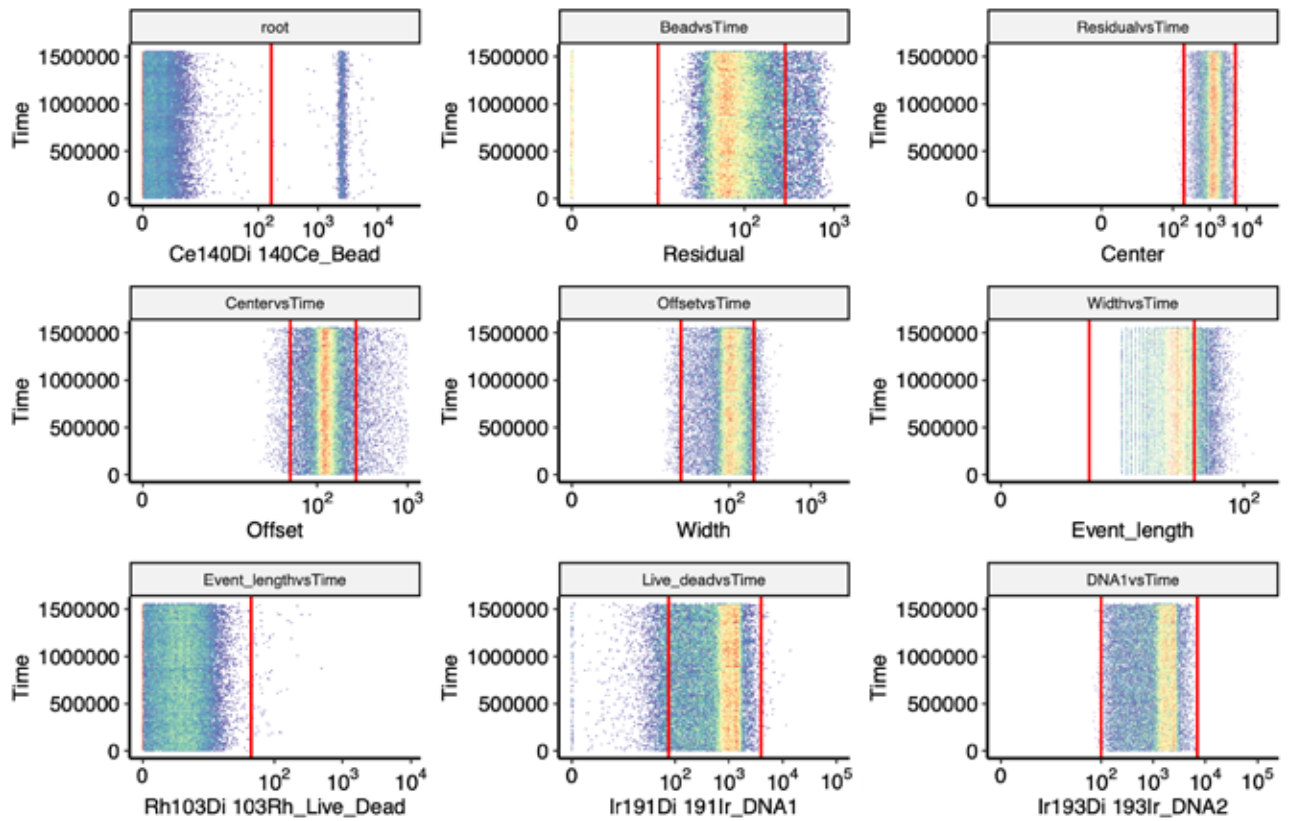 root
Time
1500000
1000000
500000
0
0 10² 10³ 10⁴
Ce140Di 140Ce_Bead
BeadvsTime
Time
1500000
1000000
500000
0
0 10² 10³
Residual
ResidualvsTime
Time
1500000
1000000
500000
0
0 10² 10³ 10⁴
Center
CentervsTime
Time
1500000
1000000
500000
0
0 10² 10³
Offset
OffsetvsTime
Time
1500000
1000000
500000
0
0 10² 10³
Width
WidthvsTime
Time
1500000
1000000
500000
0
0 10²
Event_length
Event_lengthvsTime
Time
1500000
1000000
500000
0
0 10² 10³ 10⁴
Rh103Di 103Rh_Live_Dead
Live_deadvsTime
Time
1500000
1000000
500000
0
0 10² 10³ 10⁴ 10⁵
Ir191Di 191Ir_DNA1
DNA1vsTime
Time
1500000
1000000
500000
0
0 10² 10³ 10⁴ 10⁵
Ir193Di 193Ir_DNA2